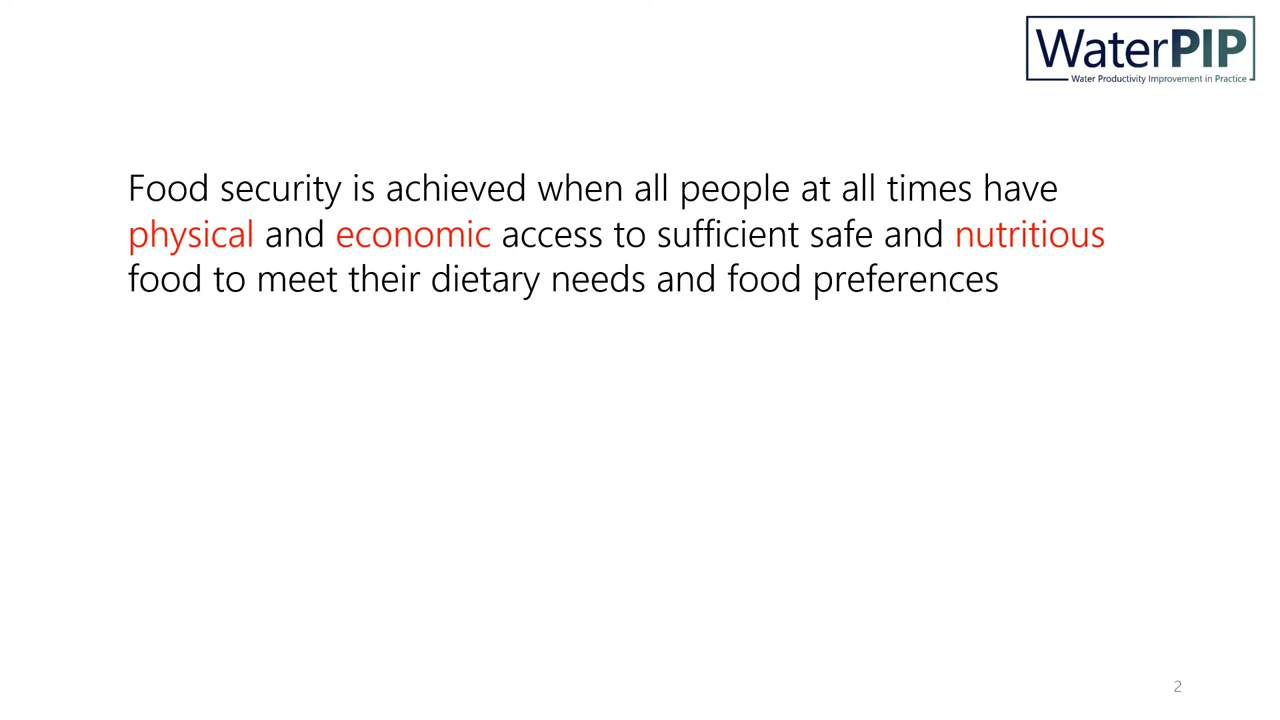 WaterPIP
Water Productivity Improvement in Practice
Food security is achieved when all people at all times have
physical and economic access to sufficient safe and nutritious
food to meet their dietary needs and food preferences
2